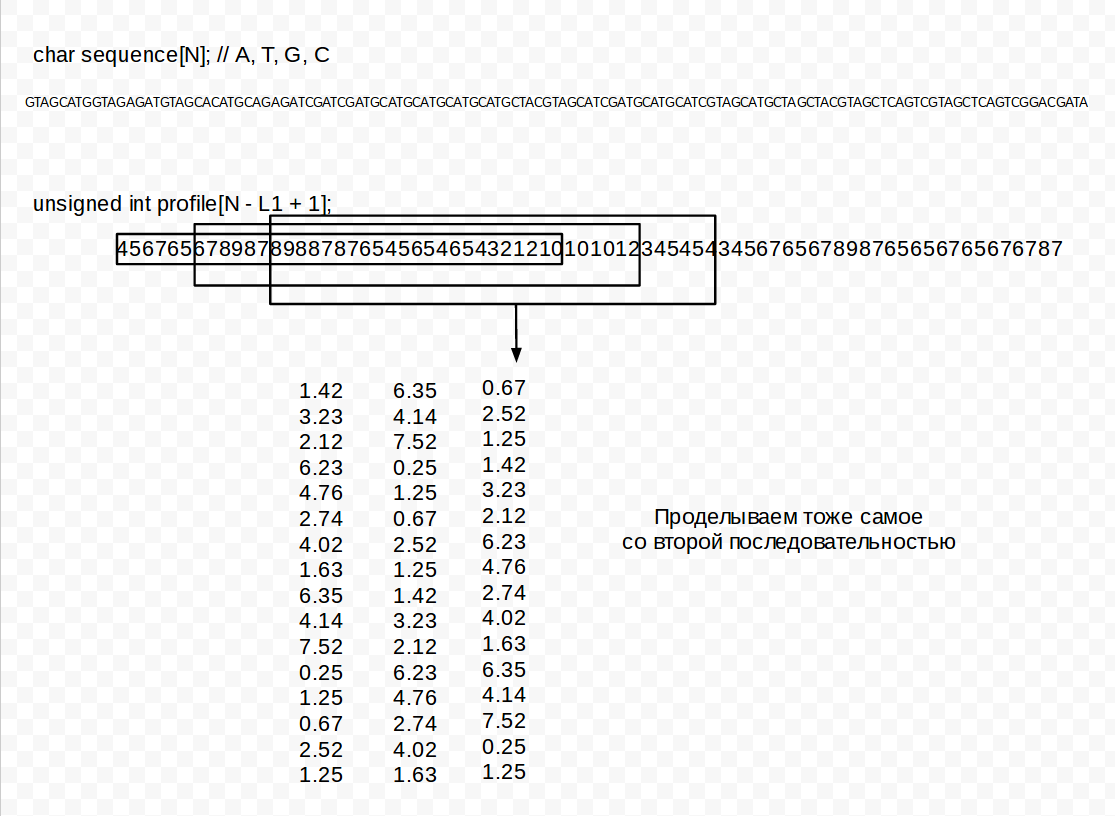 char sequence[N]; // A, T, G, C
GTAGCATGGTAGAGATGTAGCACATGCAGAGATCGATCGATGCATGCATGCATGCATGCTACGTAGCATCGATGCATGCATCGTAGCATGCTAGCTACGTAGCTCAGTCGTAGCTCAGTCGGACGATA
unsigned int profile[N - L1 + 1];
456765678987898878765456546543212101010123454543456765678987656567656767 87
1.42 6.35 0.67
3.23 4.14 2.52
2.12 7.52 1.25
6.23 0.25 1.42
4.76 1.25 3.23
2.74 0.67 2.12
4.02 2.52 6.23
1.63 1.25 4.76
6.35 1.42 2.74
4.14 3.23 4.02
7.52 2.12 1.63
0.25 6.23 6.35
1.25 4.76 4.14
0.67 2.74 7.52
2.52 4.02 0.25
1.25 1.63 1.25
Проделываем тоже самое
со второй последовательностью